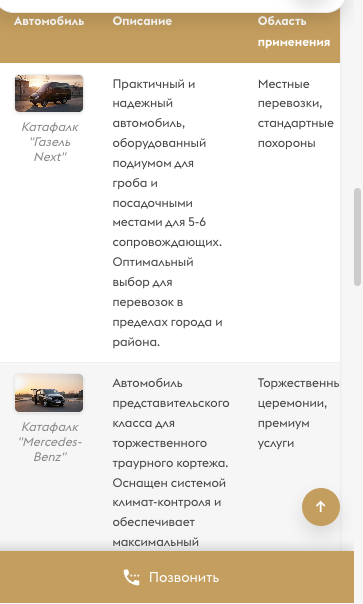 Автомобиль
Описание
Область
применения
Катафалк
"Газель
Next"
Практичный и
надежный
автомобиль,
оборудованный
подиумом для
гроба и
посадочными
местами для 5-6
сопровождающих.
Оптимальный
выбор для
перевозок в
пределах города и
района.
Местные
перевозки,
стандартные
похороны
Катафалк
"Mercedes-
Benz"
Автомобиль
представительского
класса для
торжественного
траурного кортежа.
Оснащен системой
климат-контроля и
обеспечивает
максимальный
Торжественнь
церемонии,
премиум
услуги
Позвонить